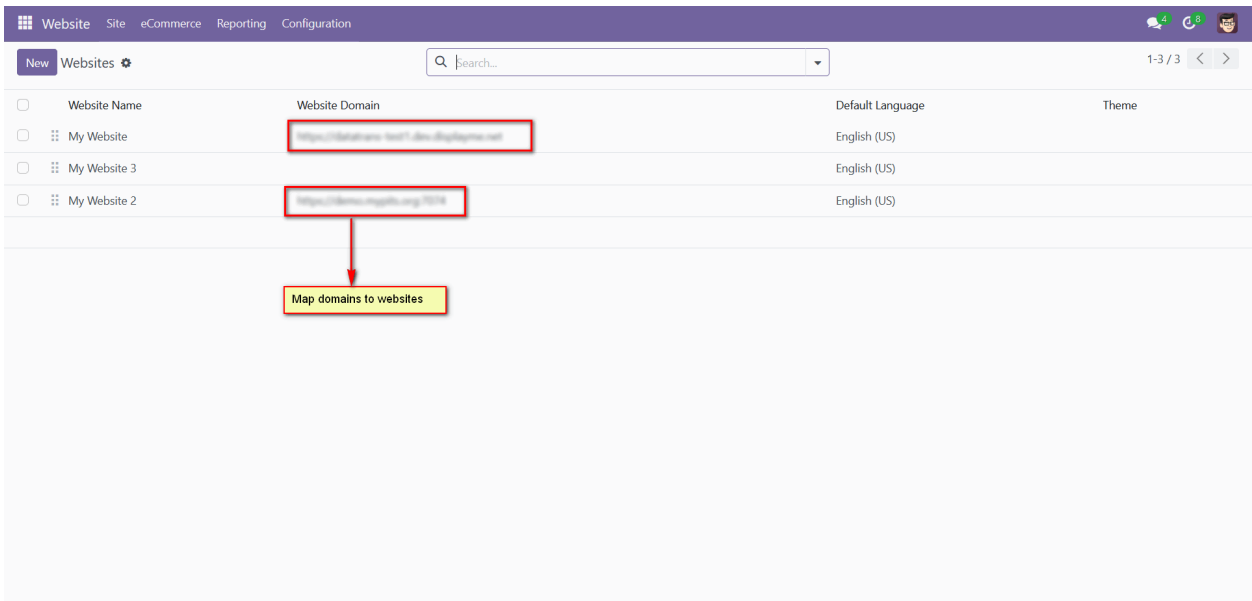 Website Site eCommerce Reporting Configuration 4 8
New Websites Search... 1-3 / 3
Website Name Website Domain Default Language Theme
My Website English (US)
My Website 3 English (US)
My Website 2 English (US)
Map domains to websites